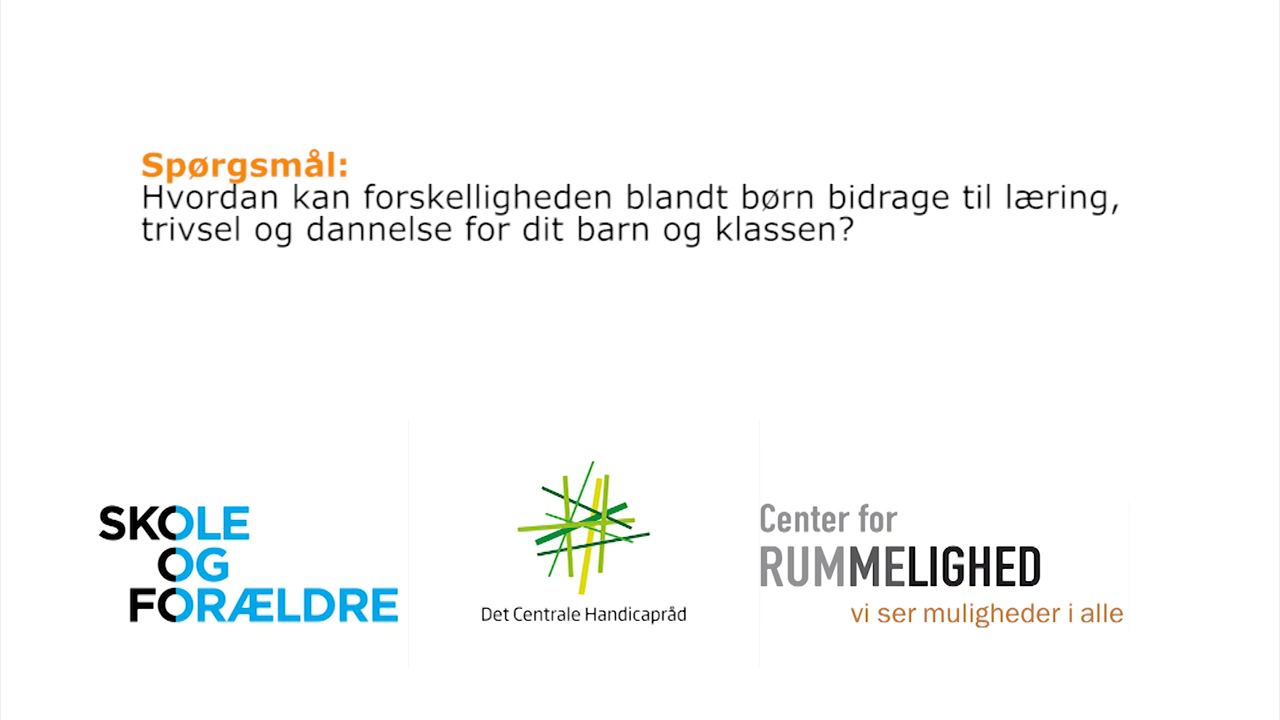 Spørgsmål:
Hvordan kan forskelligheden blandt børn bidrage til læring,
trivsel og dannelse for dit barn og klassen?
SKOLE
OG
FORÆLDRE
Det Centrale Handicapråd
Center for
RUMMELIGHED
vi ser muligheder i alle